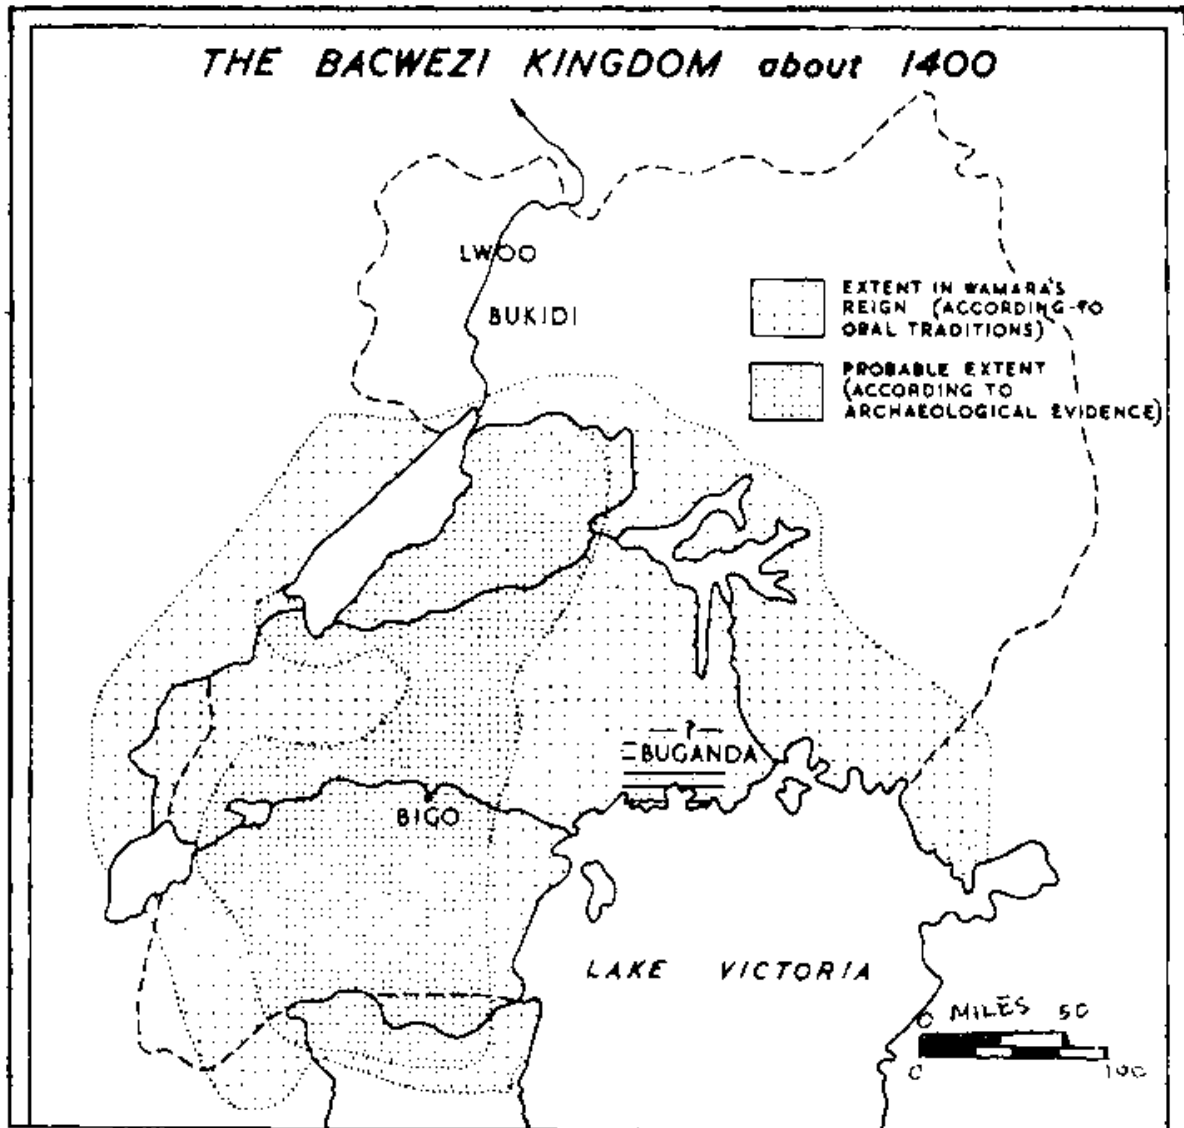 THE BACWEZI KINGDOM about 1400
LWOO
BUKIDI
EXTENT IN WAMARA'S
REIGN (ACCORDING TO
ORAL TRADITIONS)
PROBABLE EXTENT
(ACCORDING TO
ARCHAEOLOGICAL EVIDENCE)
?
BUGANDA
BIGO
LAKE VICTORIA
0 MILES 50
0 100